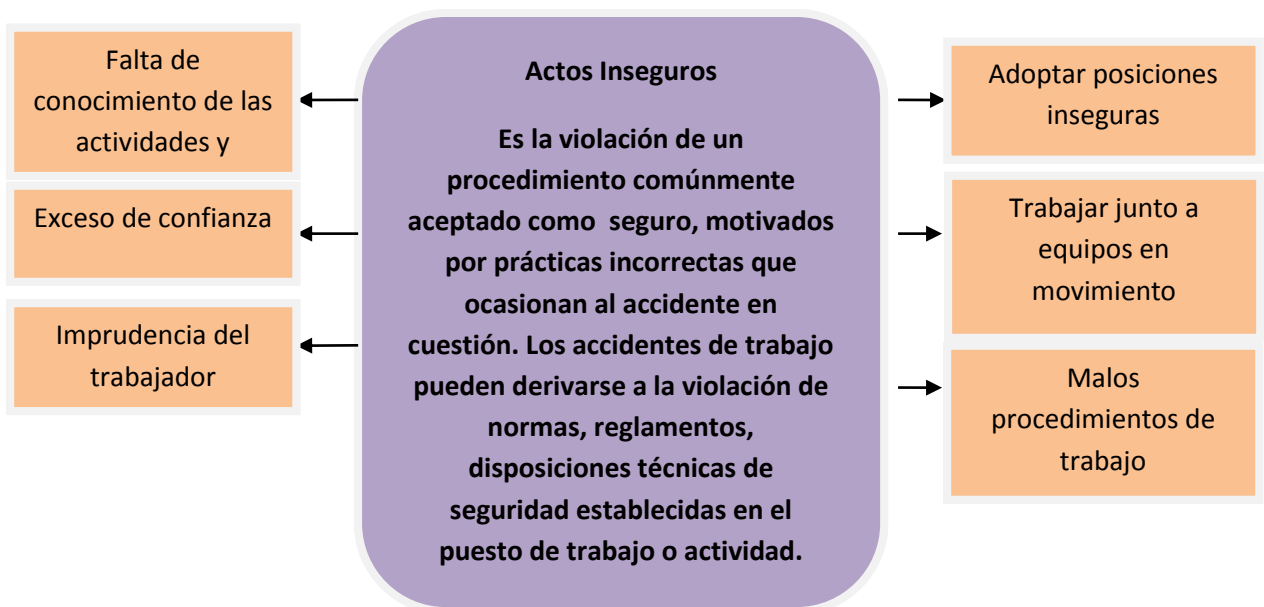 Falta de
conocimiento de las
actividades y
Exceso de confianza
Imprudencia del
trabajador
Actos Inseguros
Es la violación de un
procedimiento comúnmente
aceptado como seguro, motivados
por prácticas incorrectas que
ocasionan al accidente en
cuestión. Los accidentes de trabajo
pueden derivarse a la violación de
normas, reglamentos,
disposiciones técnicas de
seguridad establecidas en el
puesto de trabajo o actividad.
Adoptar posiciones
inseguras
Trabajar junto a
equipos en
movimiento
Malos
procedimientos de
trabajo